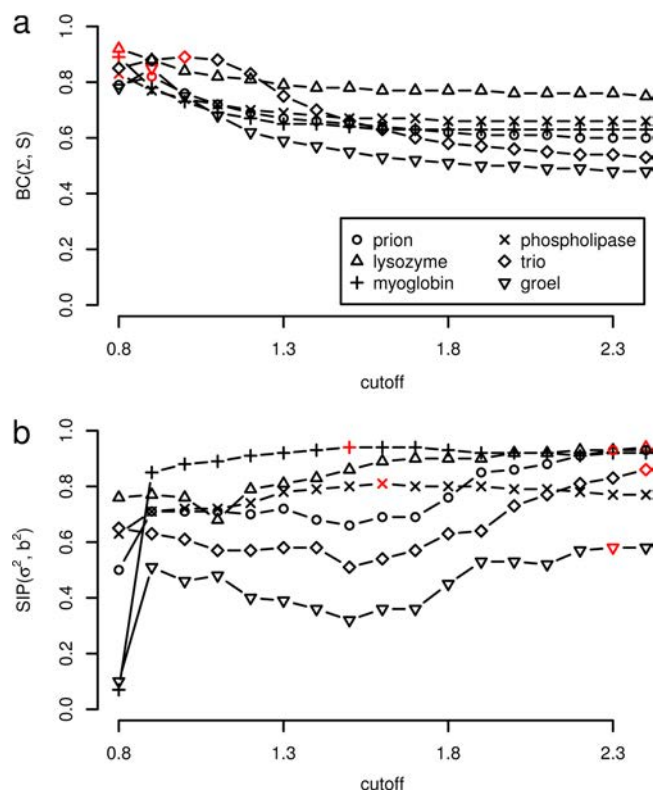 a
BC(Σ, S)
1.0
0.8
0.6
0.4
0.2
0.0
prion phospholipase
lysozyme trio
myoglobin groel
0.8 1.3 1.8 2.3
cutoff
b
SIP(σ², b²)
1.0
0.8
0.6
0.4
0.2
0.0
0.8 1.3 1.8 2.3
cutoff